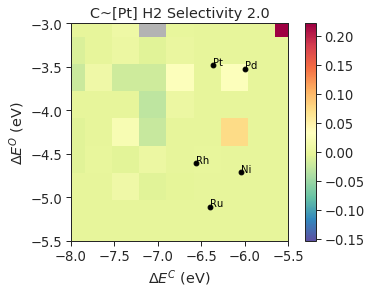 C~[Pt] H2 Selectivity 2.0
−3.0
−3.5
−4.0
−4.5
−5.0
−5.5
ΔE^O (eV)
Pt
Pd
Rh
Ni
Ru
−8.0 −7.5 −7.0 −6.5 −6.0 −5.5
ΔE^C (eV)
0.20
0.15
0.10
0.05
0.00
−0.05
−0.10
−0.15